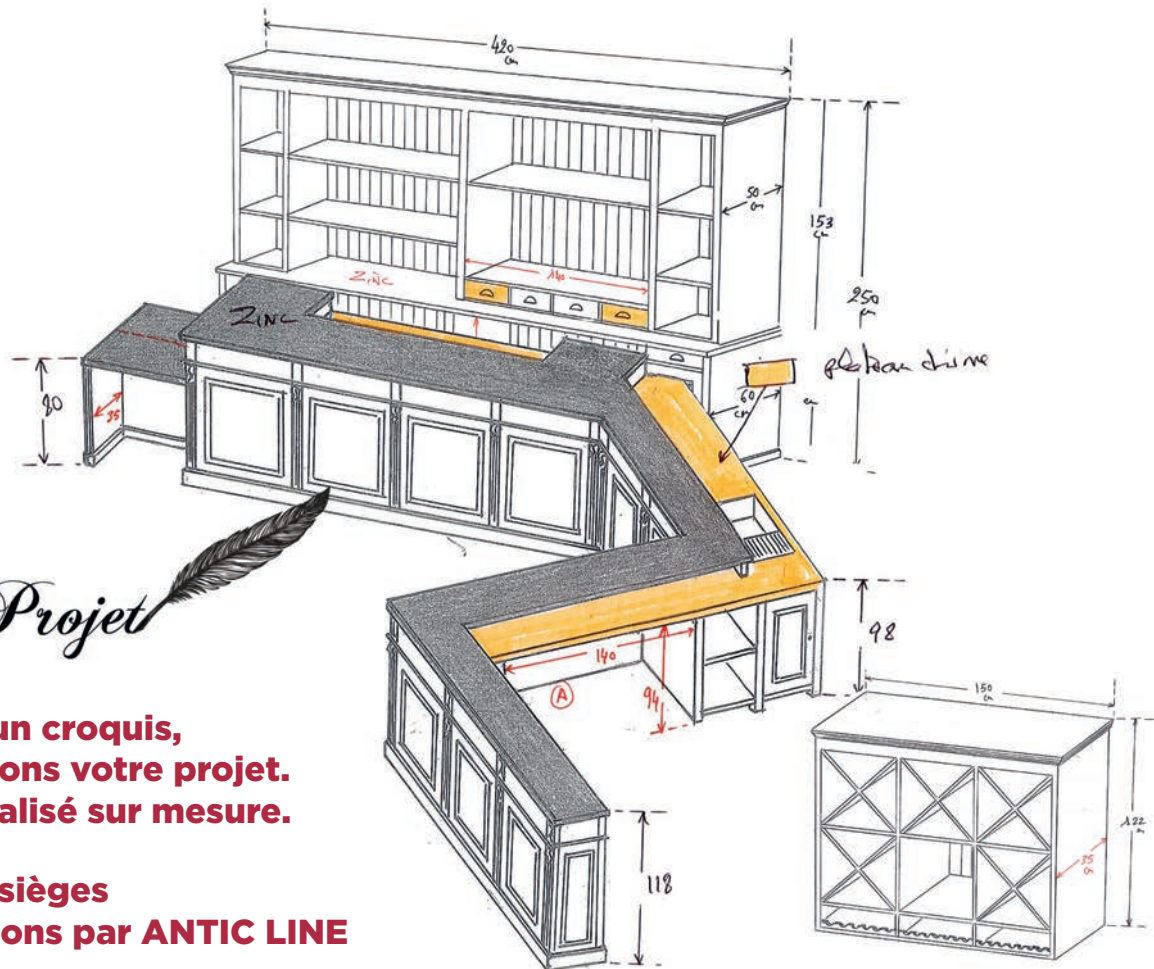 420
cm
50
cm
153
cm
250
cm
ZINC
140
ZINC
80
35
60
cm
cm
Projet
98
140
A
94
un croquis,
ons votre projet.
alisé sur mesure.
sièges
ons par ANTIC LINE
118
150
cm
122
cm
35
cm